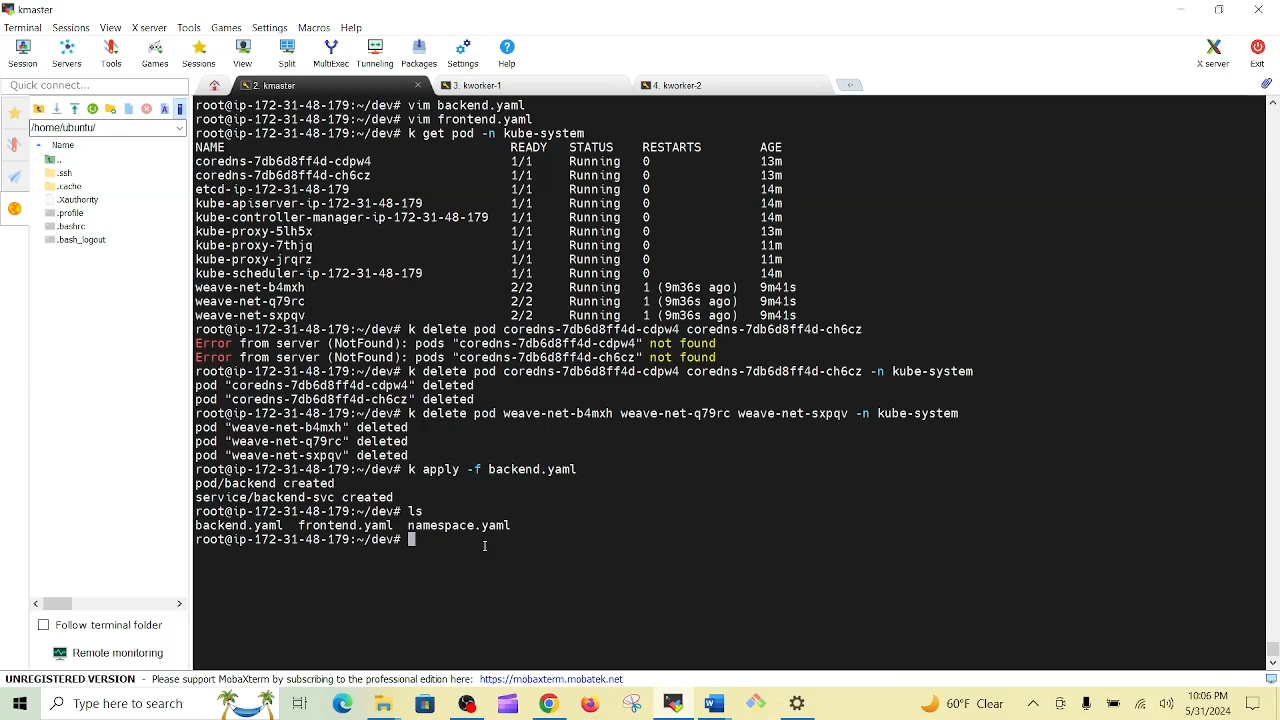 kmaster
Terminal Sessions View X server Tools Games Settings Macros Help
Session Servers Tools Games Sessions View Split MultiExec Tunneling Packages Settings Help X server Exit
Quick connect...
2. kmaster
3. kworker-1
4. kworker-2
/home/ubuntu/
Name
..
.ssh
.cache
.Xauthority
.profile
.bashrc
.bash_logout
Follow terminal folder
Remote monitoring
root@ip-172-31-48-179:~/dev# vim backend.yaml
root@ip-172-31-48-179:~/dev# vim frontend.yaml
root@ip-172-31-48-179:~/dev# k get pod -n kube-system
NAME READY STATUS RESTARTS AGE
coredns-7db6d8ff4d-cdpw4 1/1 Running 0 13m
coredns-7db6d8ff4d-ch6cz 1/1 Running 0 13m
etcd-ip-172-31-48-179 1/1 Running 0 14m
kube-apiserver-ip-172-31-48-179 1/1 Running 0 14m
kube-controller-manager-ip-172-31-48-179 1/1 Running 0 14m
kube-proxy-5lh5x 1/1 Running 0 13m
kube-proxy-7thjq 1/1 Running 0 11m
kube-proxy-jrqrz 1/1 Running 0 11m
kube-scheduler-ip-172-31-48-179 1/1 Running 0 14m
weave-net-b4mxh 2/2 Running 1 (9m36s ago) 9m41s
weave-net-q79rc 2/2 Running 1 (9m36s ago) 9m41s
weave-net-sxpqv 2/2 Running 1 (9m36s ago) 9m41s
root@ip-172-31-48-179:~/dev# k delete pod coredns-7db6d8ff4d-cdpw4 coredns-7db6d8ff4d-ch6cz
Error from server (NotFound): pods "coredns-7db6d8ff4d-cdpw4" not found
Error from server (NotFound): pods "coredns-7db6d8ff4d-ch6cz" not found
root@ip-172-31-48-179:~/dev# k delete pod coredns-7db6d8ff4d-cdpw4 coredns-7db6d8ff4d-ch6cz -n kube-system
pod "coredns-7db6d8ff4d-cdpw4" deleted
pod "coredns-7db6d8ff4d-ch6cz" deleted
root@ip-172-31-48-179:~/dev# k delete pod weave-net-b4mxh weave-net-q79rc weave-net-sxpqv -n kube-system
pod "weave-net-b4mxh" deleted
pod "weave-net-q79rc" deleted
pod "weave-net-sxpqv" deleted
root@ip-172-31-48-179:~/dev# k apply -f backend.yaml
pod/backend created
service/backend-svc created
root@ip-172-31-48-179:~/dev# ls
backend.yaml frontend.yaml namespace.yaml
root@ip-172-31-48-179:~/dev#
UNREGISTERED VERSION - Please support MobaXterm by subscribing to the professional edition here: https://mobaxterm.mobatek.net
Type here to search
60°F Clear
10:06 PM
5/31/2024